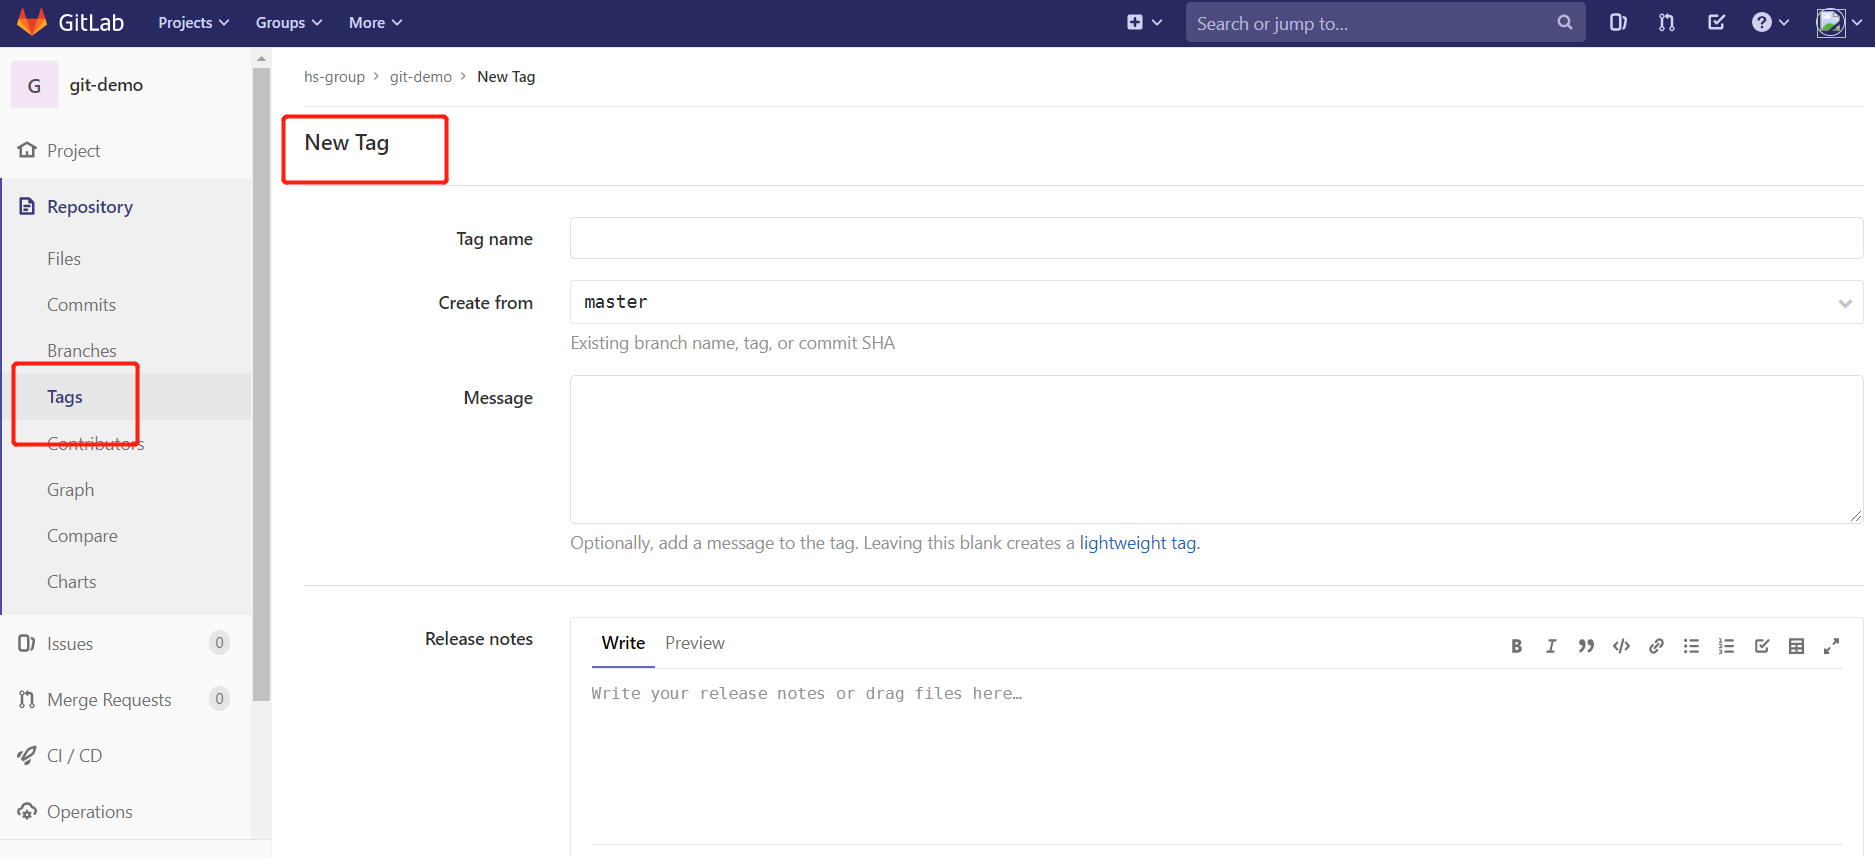 GitLab Projects Groups More Search or jump to...
G git-demo
Project
Repository
Files
Commits
Branches
Tags
Contributors
Graph
Compare
Charts
Issues 0
Merge Requests 0
CI / CD
Operations
hs-group > git-demo > New Tag
New Tag
Tag name
Create from master
Existing branch name, tag, or commit SHA
Message
Optionally, add a message to the tag. Leaving this blank creates a lightweight tag.
Release notes Write Preview
Write your release notes or drag files here…